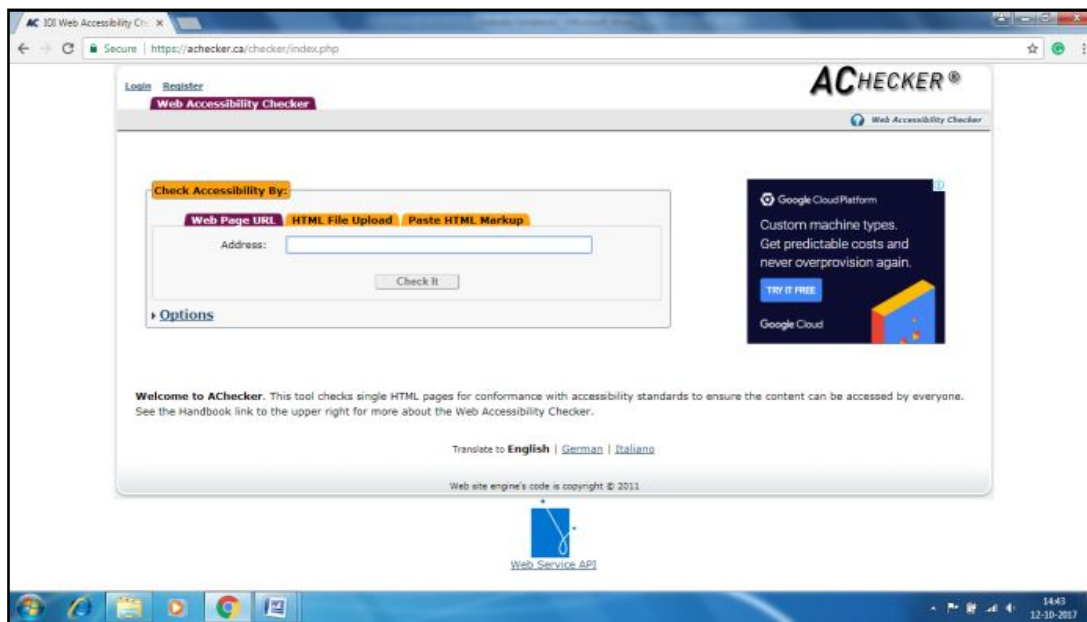 AC IDI Web Accessibility Ch
Secure | https://achecker.ca/checker/index.php
Login Register
ACHECKER ®
Web Accessibility Checker
Web Accessibility Checker
Check Accessibility By:
Web Page URL HTML File Upload Paste HTML Markup
Address:
Check It
Options
Google Cloud Platform
Custom machine types.
Get predictable costs and
never overprovision again.
TRY IT FREE
Google Cloud
Welcome to AChecker. This tool checks single HTML pages for conformance with accessibility standards to ensure the content can be accessed by everyone.
See the Handbook link to the upper right for more about the Web Accessibility Checker.
Translate to English | German | Italiano
Web site engine's code is copyright © 2011
Web Service API
14:43
12-10-2017